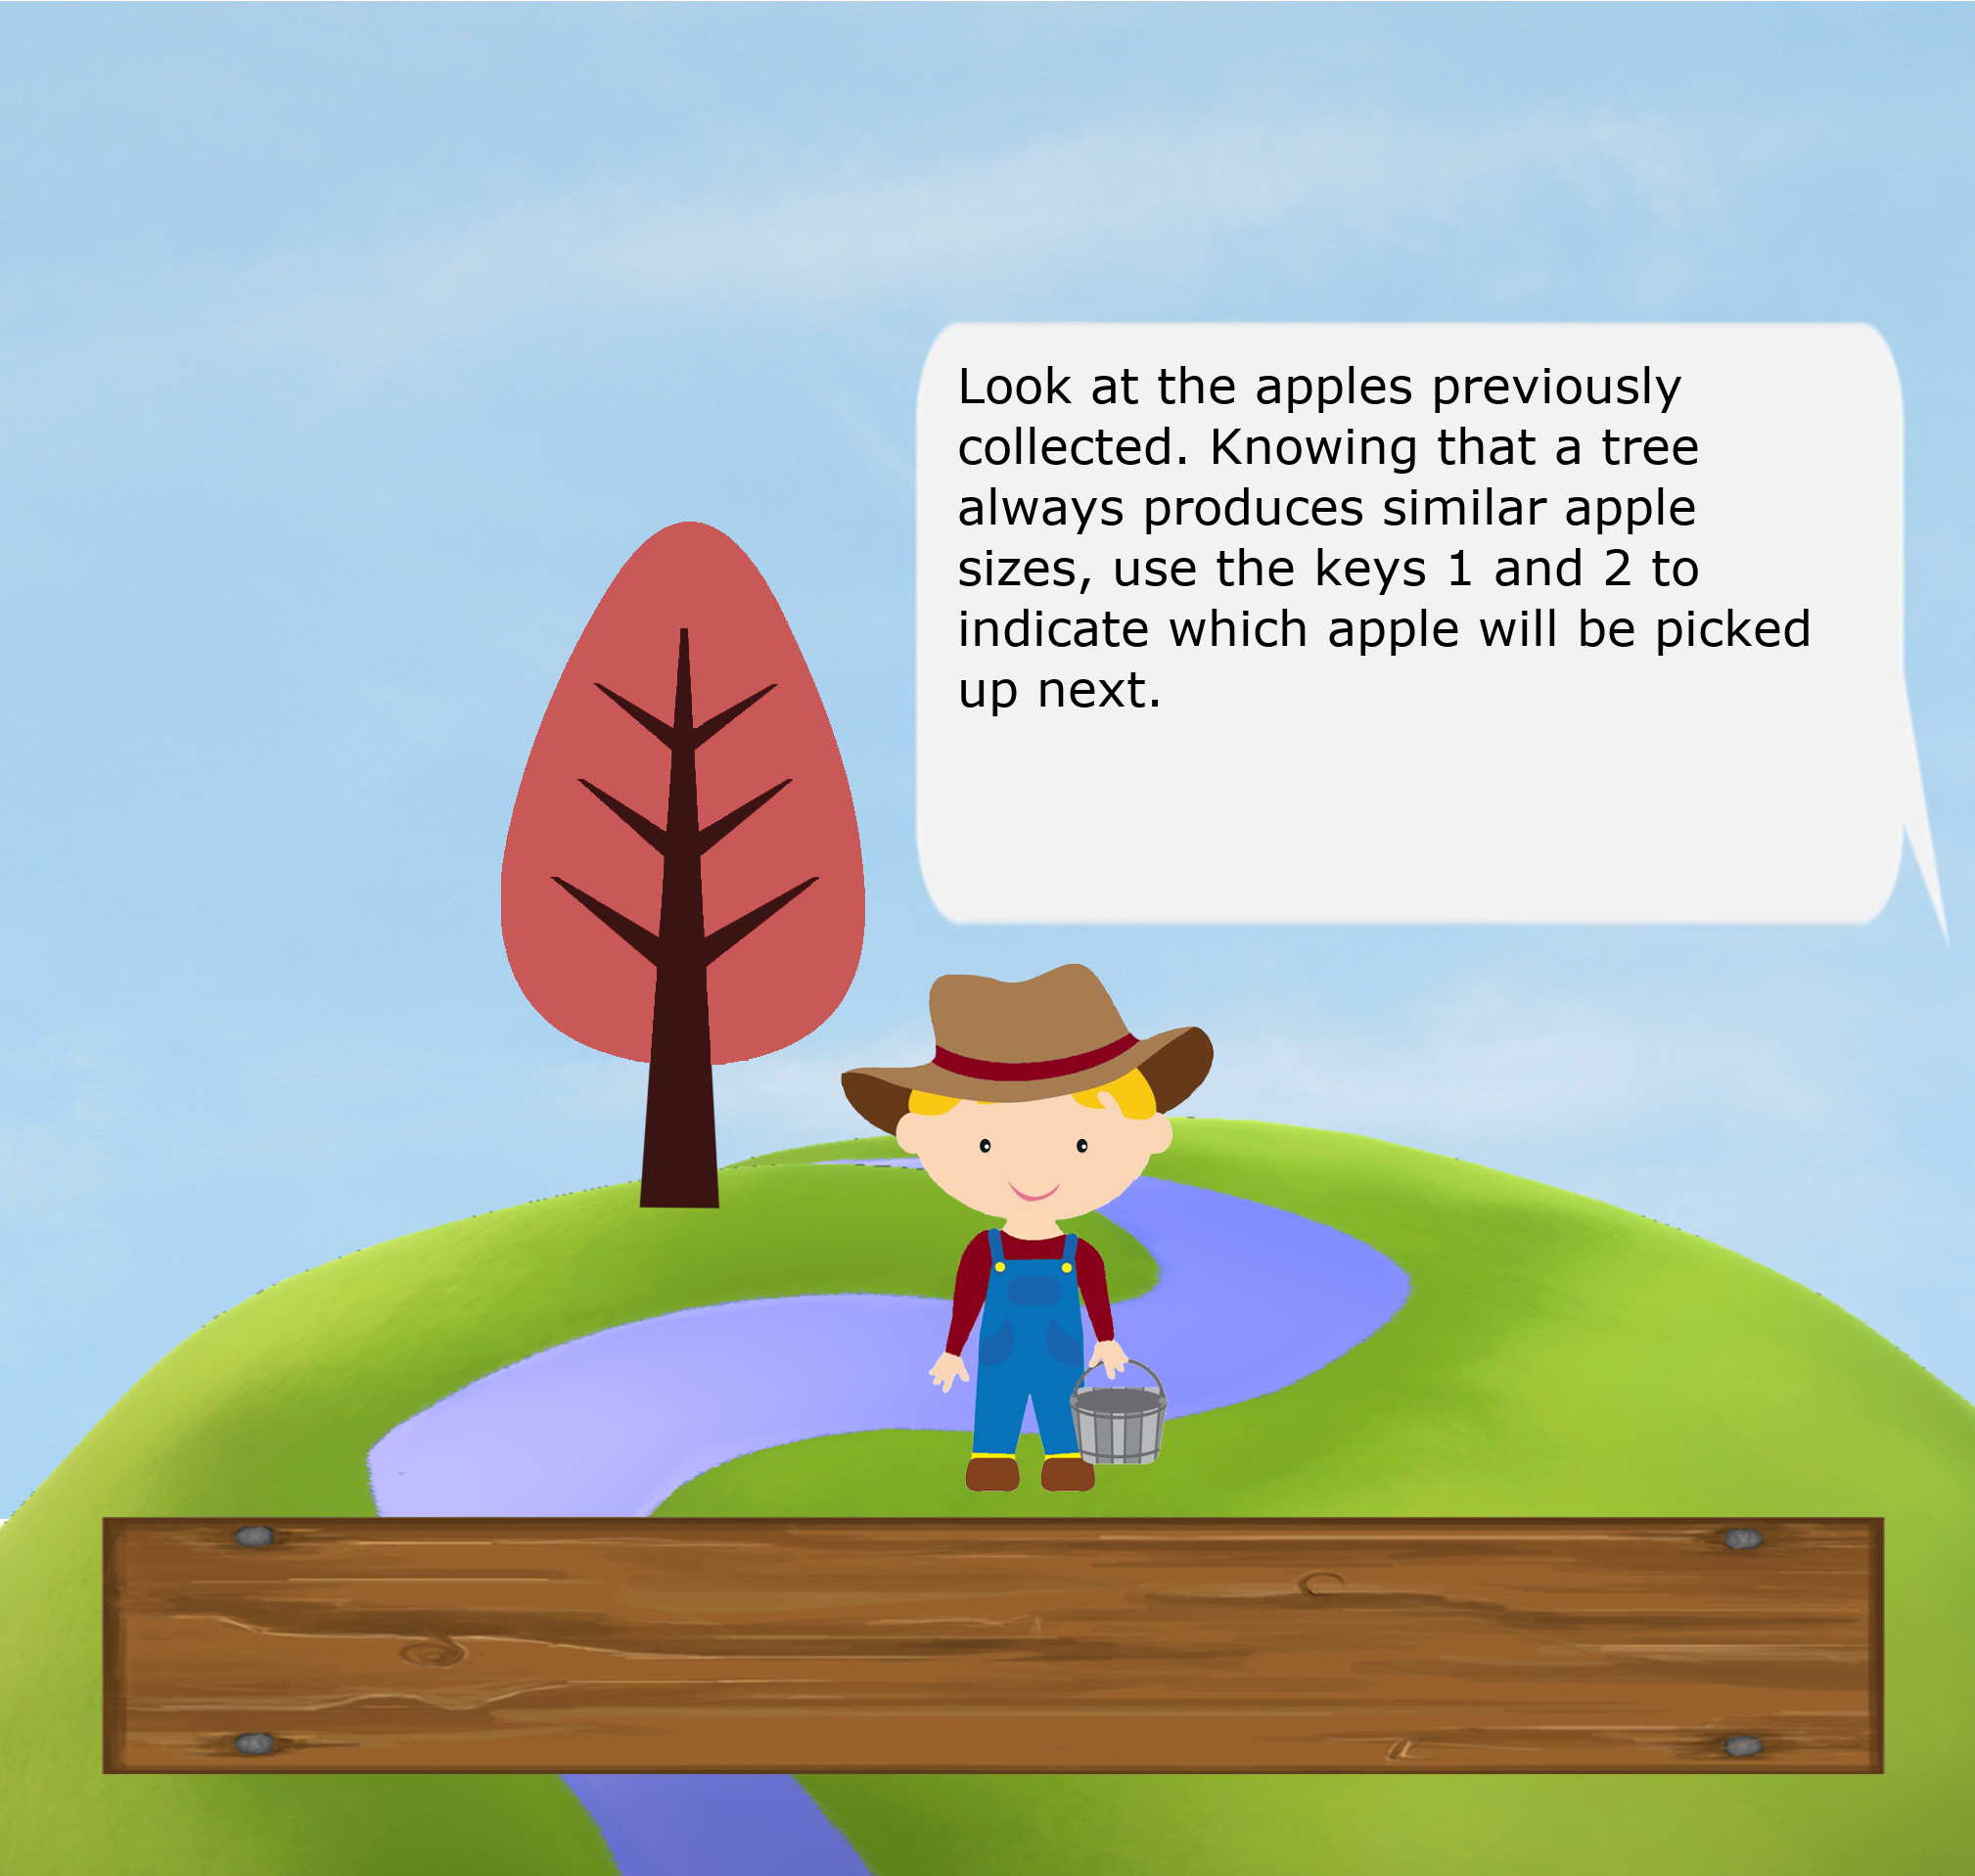 Look at the apples previously
collected. Knowing that a tree
always produces similar apple
sizes, use the keys 1 and 2 to
indicate which apple will be picked
up next.